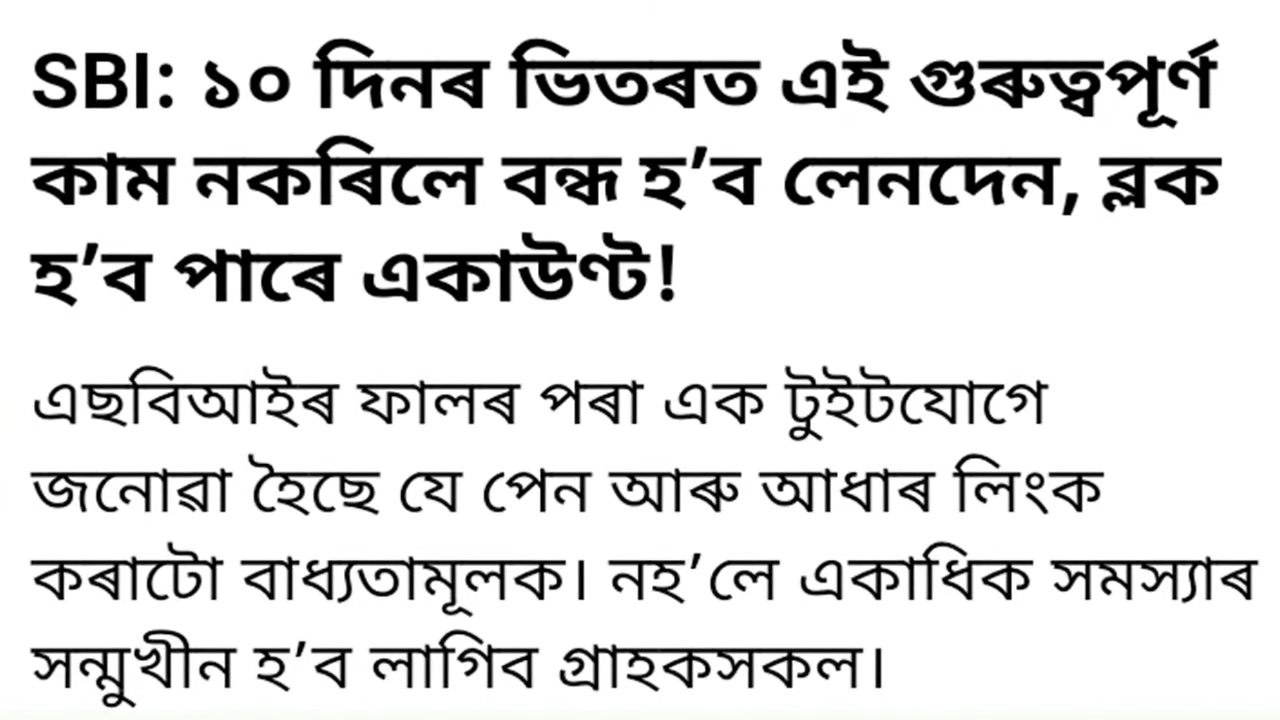 SBI: ১০ দিনৰ ভিতৰত এই গুৰুত্বপূৰ্ণ
কাম নকৰিলে বন্ধ হ’ব লেনদেন, ব্লক
হ’ব পাৰে একাউণ্ট!
এছবিআইৰ ফালৰ পৰা এক টুইটযোগে
জনোৱা হৈছে যে পেন আৰু আধাৰ লিংক
কৰাটো বাধ্যতামূলক। নহ’লে একাধিক সমস্যাৰ
সন্মুখীন হ’ব লাগিব গ্ৰাহকসকল।